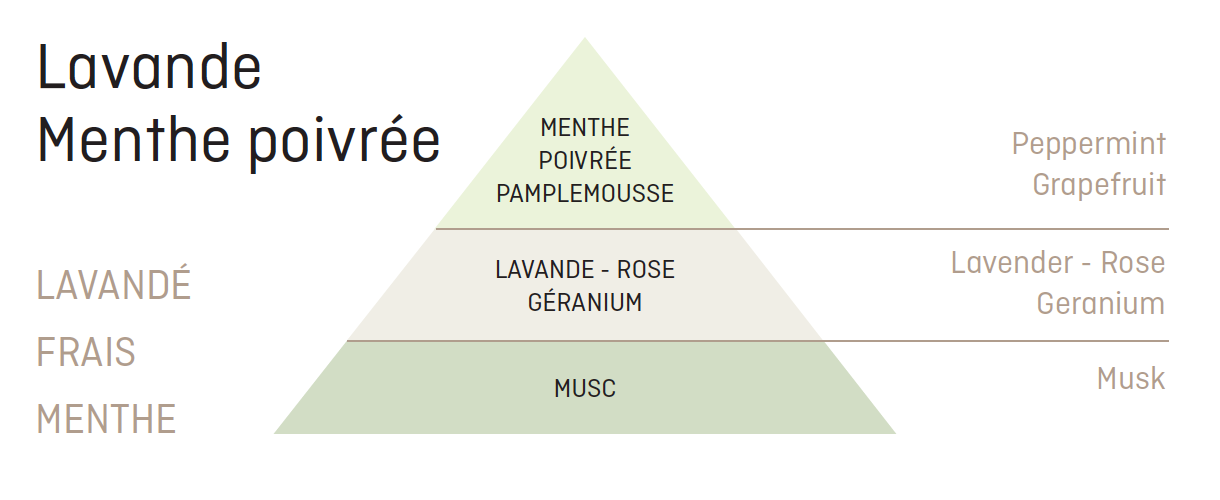 Lavande
Menthe poivrée
LAVANDÉ
FRAIS
MENTHE
MENTHE
POIVRÉE
PAMPLEMOUSSE
LAVANDE - ROSE
GÉRANIUM
MUSC
Peppermint
Grapefruit
Lavender - Rose
Geranium
Musk